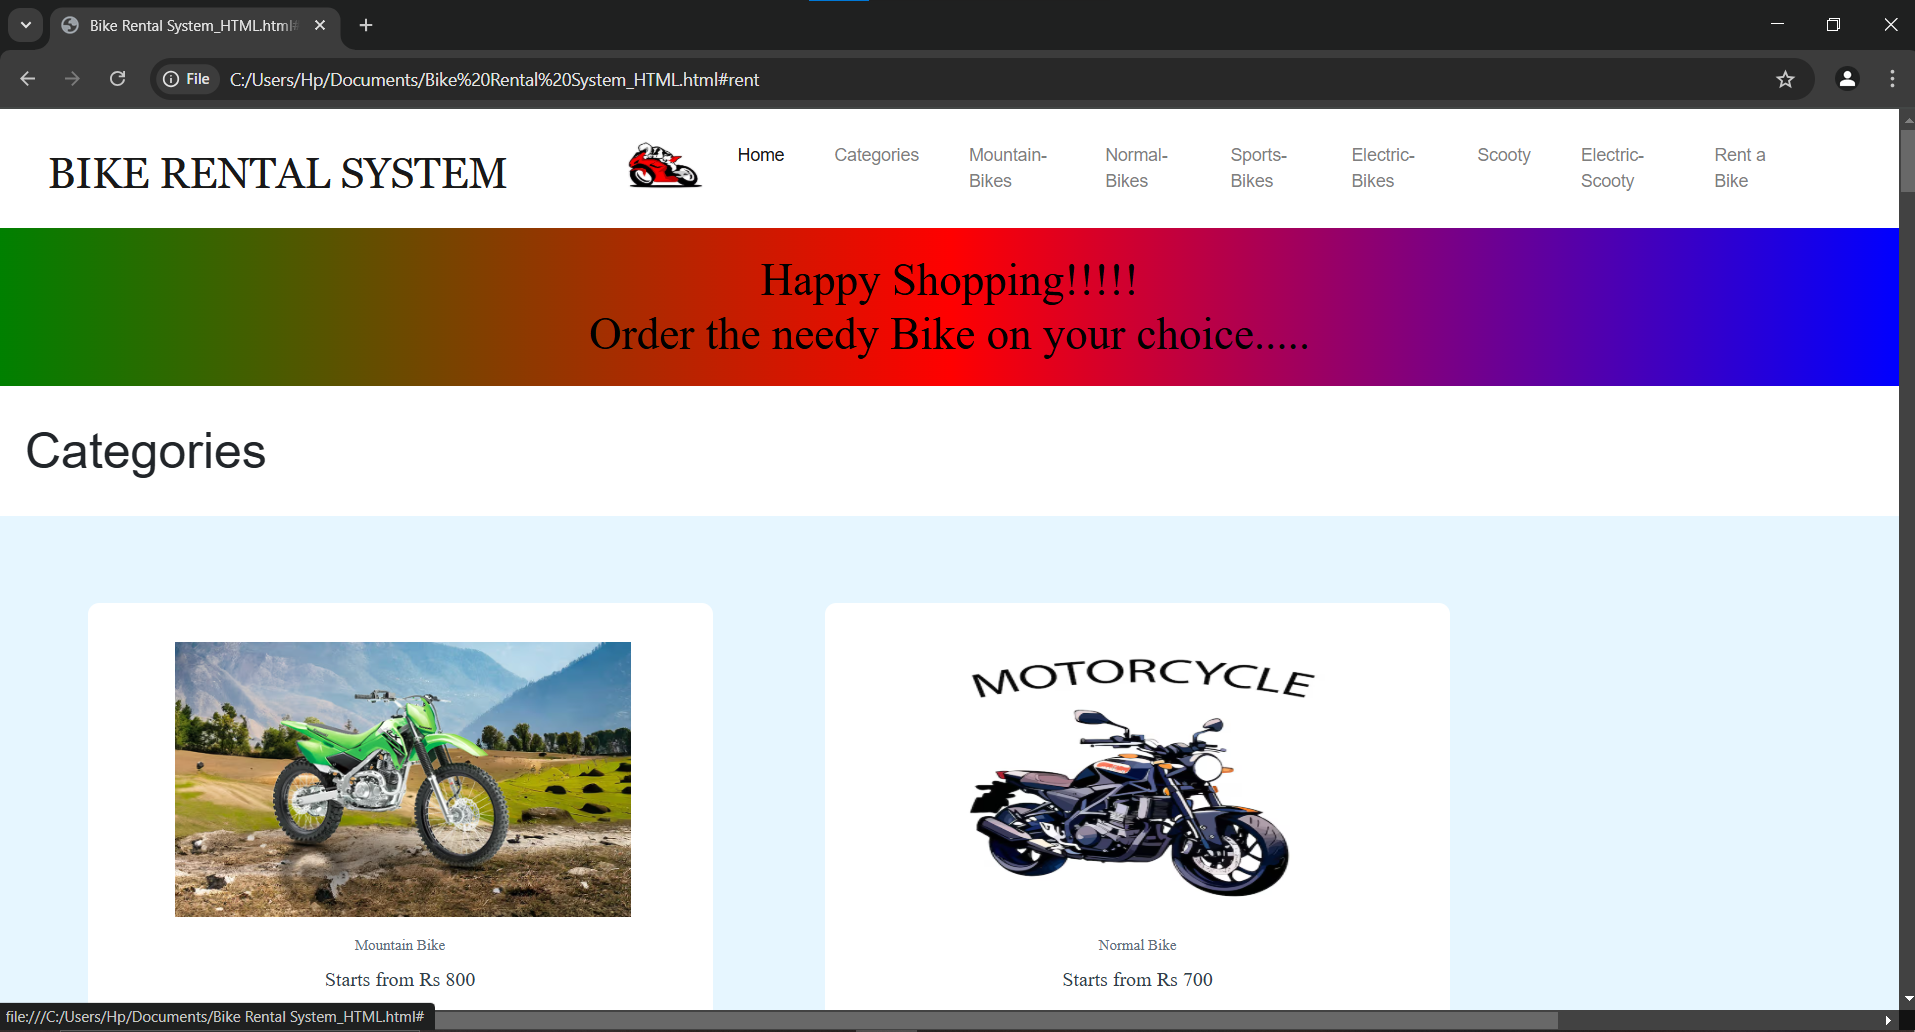 Bike Rental System_HTML.html#
File
C:/Users/Hp/Documents/Bike%20Rental%20System_HTML.html#rent
BIKE RENTAL SYSTEM
Home
Categories
Mountain-
Bikes
Normal-
Bikes
Sports-
Bikes
Electric-
Bikes
Scooty
Electric-
Scooty
Rent a
Bike
Happy Shopping!!!!!
Order the needy Bike on your choice.....
Categories
MOTORCYCLE
Mountain Bike
Starts from Rs 800
Normal Bike
Starts from Rs 700
file:///C:/Users/Hp/Documents/Bike Rental System_HTML.html#